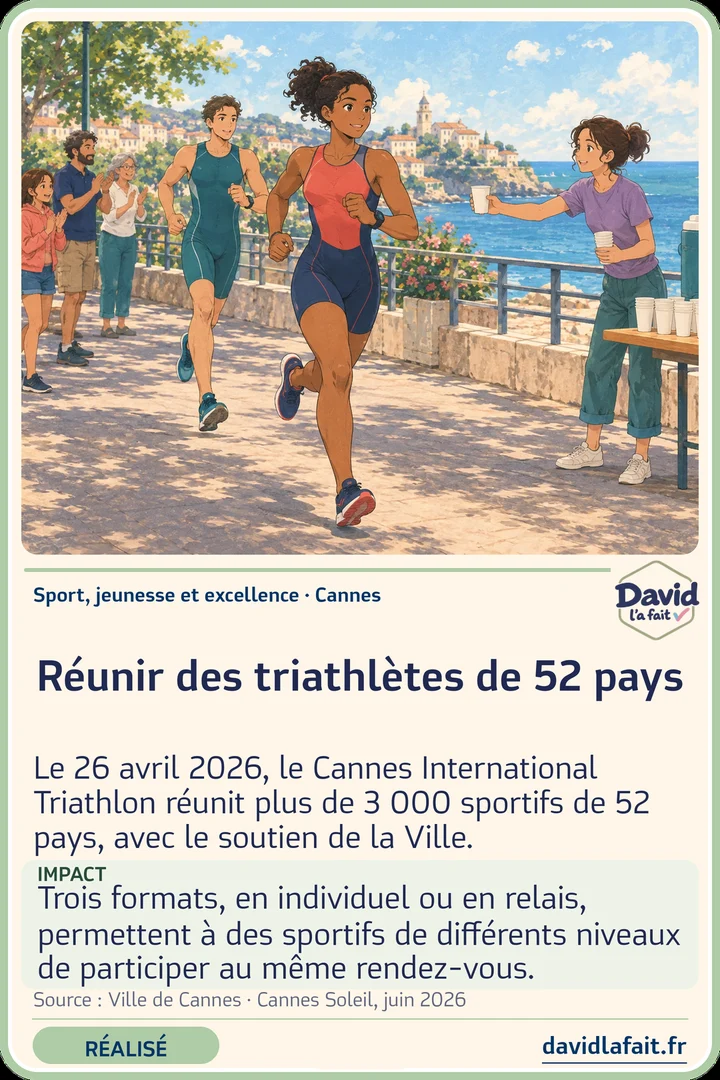 Sport, jeunesse et excellence · Cannes
David
l'a fait
Réunir des triathlètes de 52 pays
Le 26 avril 2026, le Cannes International
Triathlon réunit plus de 3 000 sportifs de 52
pays, avec le soutien de la Ville.
IMPACT
Trois formats, en individuel ou en relais,
permettent à des sportifs de différents niveaux
de participer au même rendez-vous.
Source : Ville de Cannes · Cannes Soleil, juin 2026
RÉALISÉ
davidlafait.fr